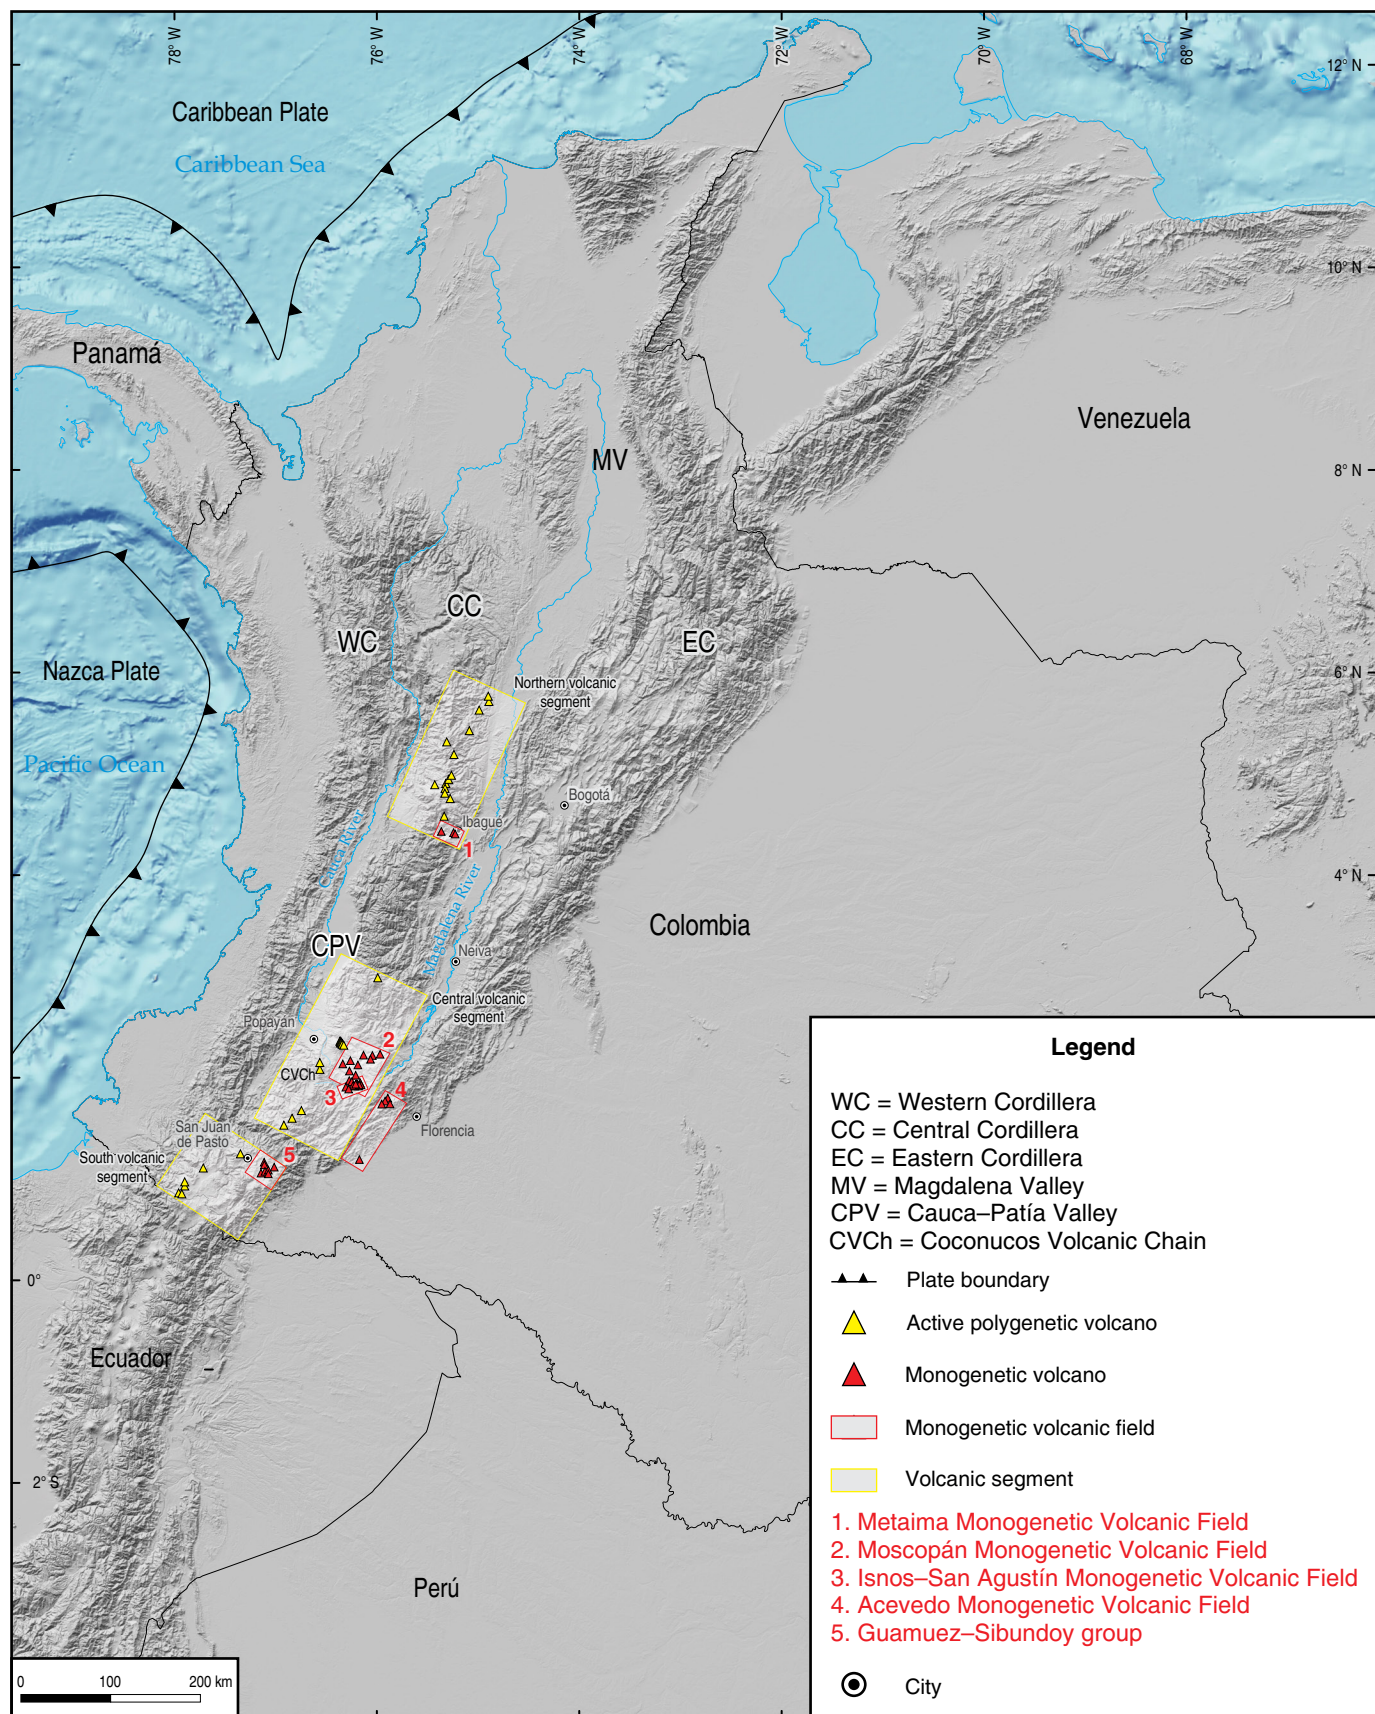 78° W
76° W
74° W
72° W
70° W
68° W
12° N
Caribbean Plate
Caribbean Sea
10° N
Panamá
Venezuela
MV
8° N
CC
WC
EC
Nazca Plate
6° N
Northern volcanic
segment
Pacific Ocean
Bogotá
Ibagué
1
Cauca River
Magdalena River
4° N
Colombia
CPV
Neiva
Central volcanic
segment
Popayán
2
CVCh
3
4
Florencia
San Juan
de Pasto
South volcanic
segment
5
0°
Ecuador
2° S
Perú
0 100 200 km
Legend
WC = Western Cordillera
CC = Central Cordillera
EC = Eastern Cordillera
MV = Magdalena Valley
CPV = Cauca–Patía Valley
CVCh = Coconucos Volcanic Chain
Plate boundary
Active polygenetic volcano
Monogenetic volcano
Monogenetic volcanic field
Volcanic segment
1. Metaima Monogenetic Volcanic Field
2. Moscopán Monogenetic Volcanic Field
3. Isnos–San Agustín Monogenetic Volcanic Field
4. Acevedo Monogenetic Volcanic Field
5. Guamuez–Sibundoy group
City